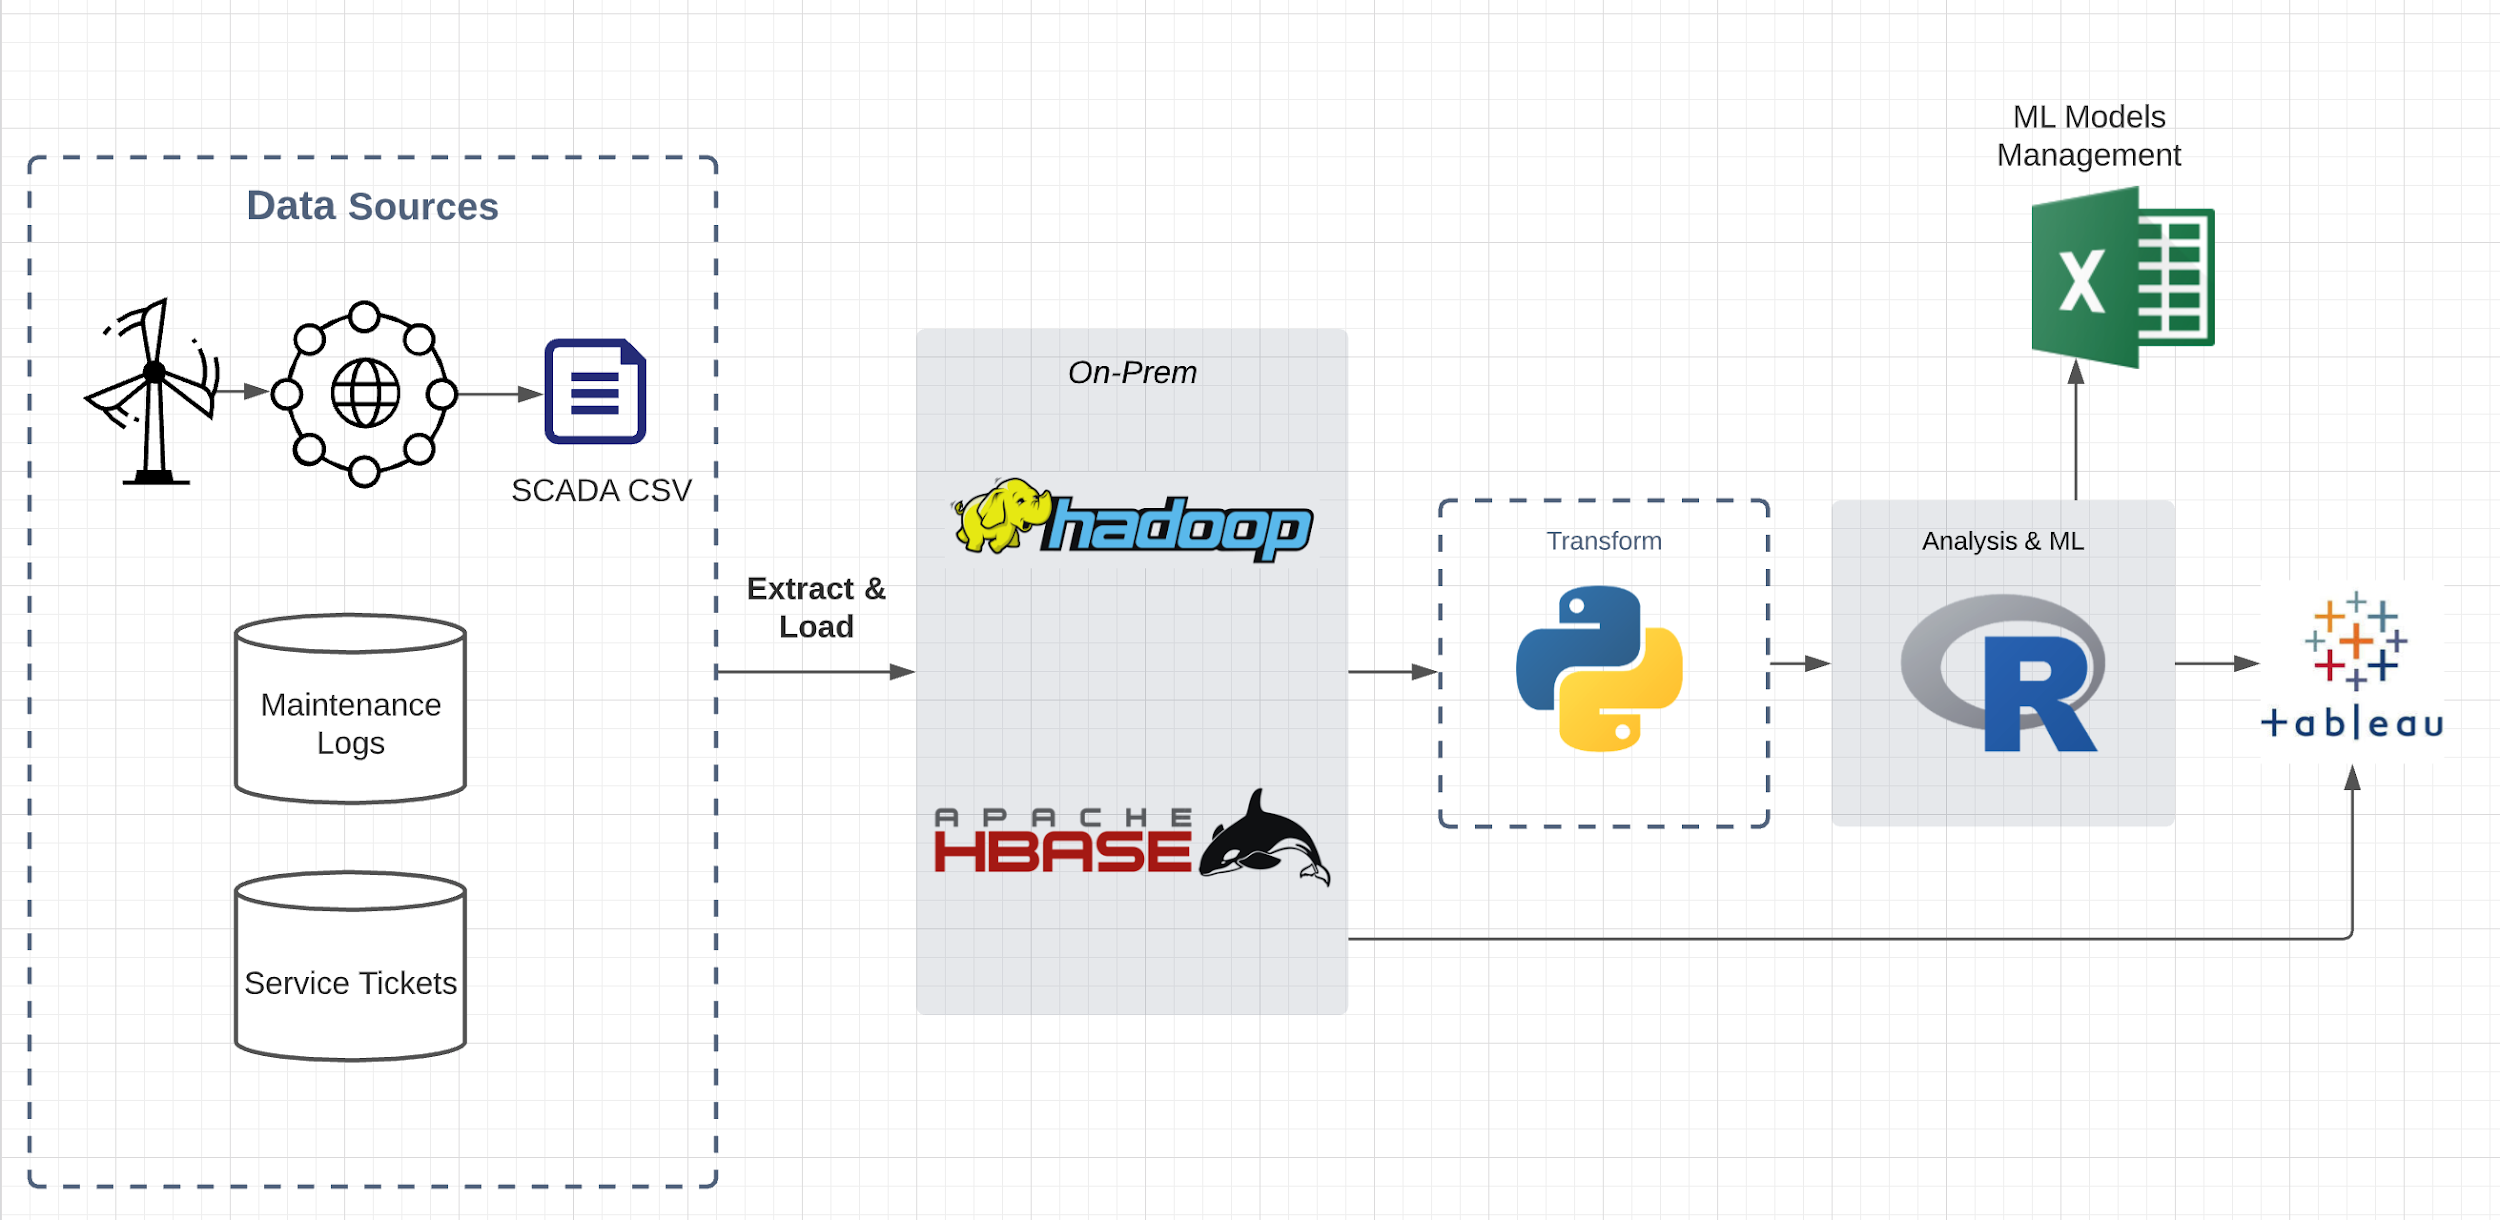 Data Sources
SCADA CSV
Maintenance
Logs
Service Tickets
Extract &
Load
On-Prem
hadoop
APACHE
HBASE
Transform
Analysis & ML
R
ML Models
Management
X
+ableau